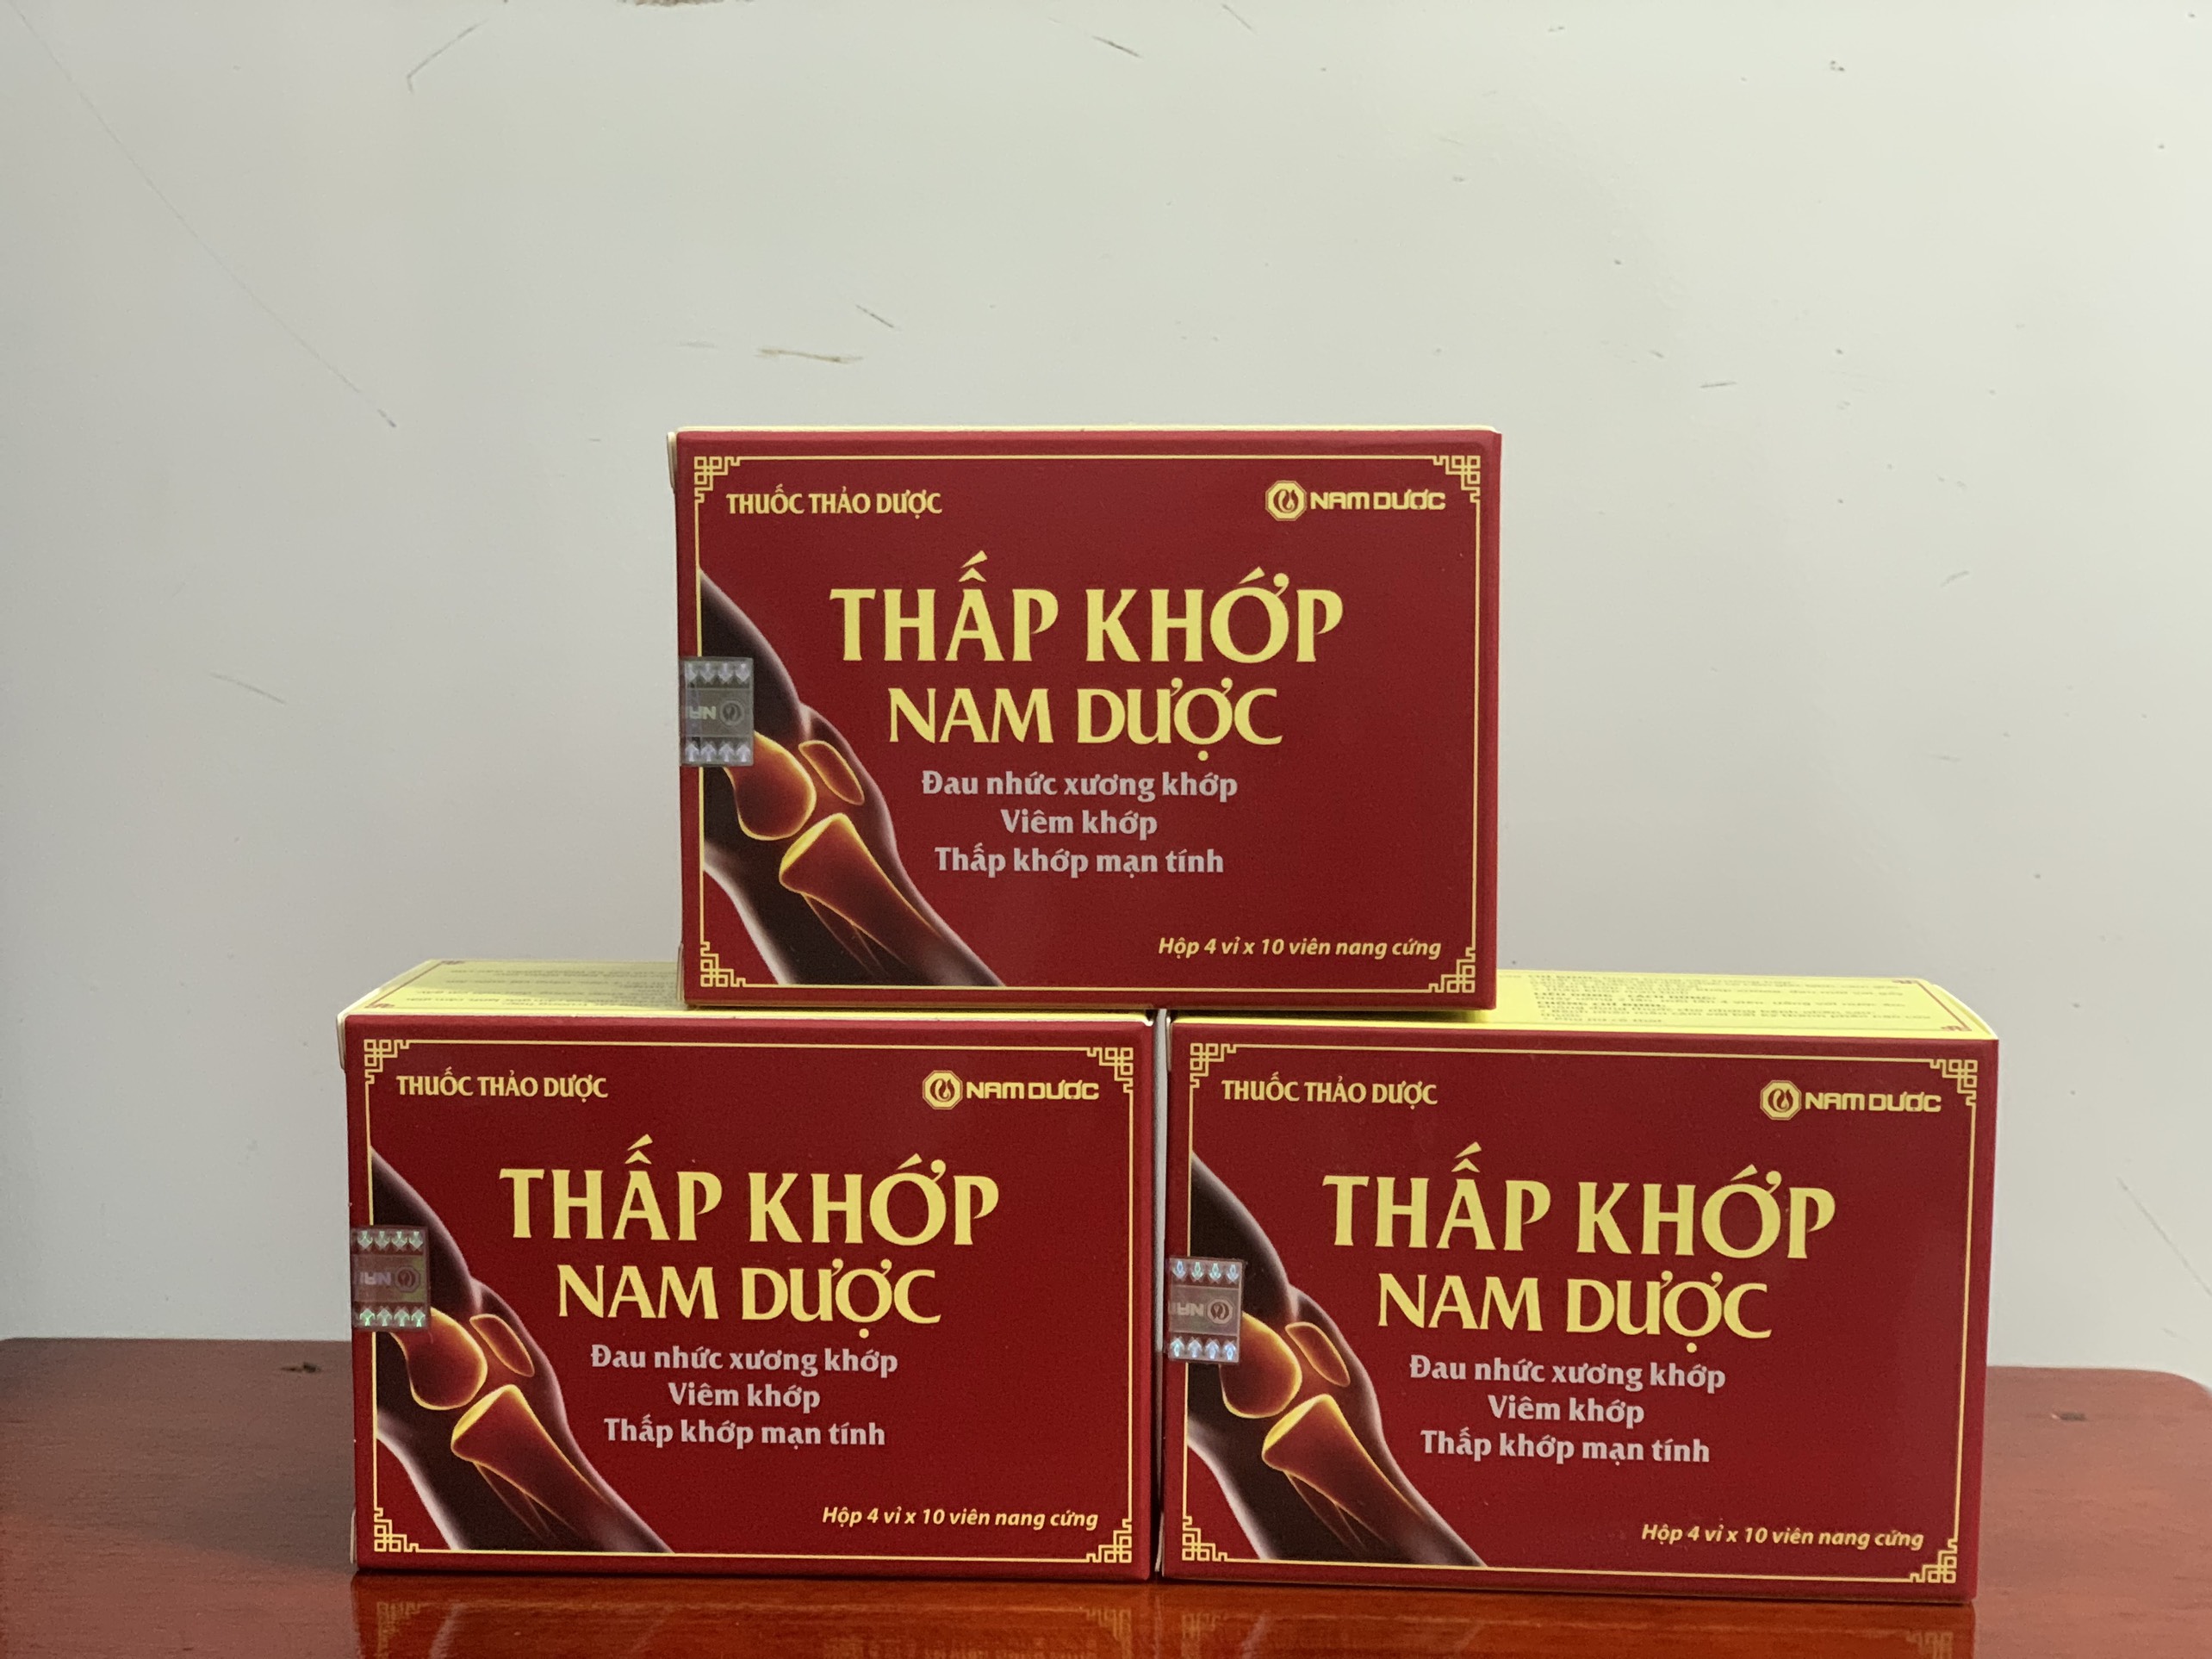 THUỐC THẢO DƯỢC
NAM DƯỢC
THẤP KHỚP
NAM DƯỢC
Đau nhức xương khớp
Viêm khớp
Thấp khớp mạn tính
Hộp 4 vỉ x 10 viên nang cứng
THUỐC THẢO DƯỢC
NAM DƯỢC
THẤP KHỚP
NAM DƯỢC
Đau nhức xương khớp
Viêm khớp
Thấp khớp mạn tính
Hộp 4 vỉ x 10 viên nang cứng
THUỐC THẢO DƯỢC
NAM DƯỢC
THẤP KHỚP
NAM DƯỢC
Đau nhức xương khớp
Viêm khớp
Thấp khớp mạn tính
Hộp 4 vỉ x 10 viên nang cứng